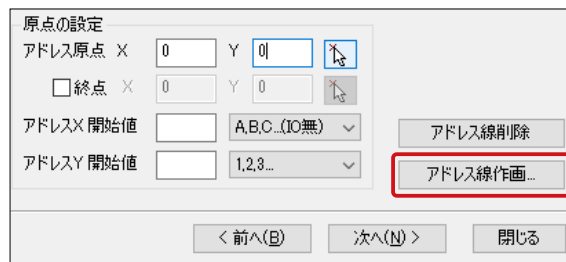 原点の設定
アドレス原点 X 0 Y 0
終点 X 0 Y 0
アドレスX 開始値 A,B,C...(IO無)
アドレス線削除
アドレスY 開始値 1,2,3...
アドレス線作画...
< 前へ(B) 次へ(N) > 閉じる